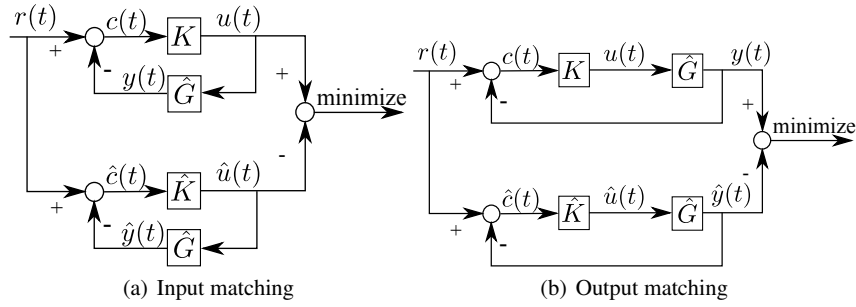 r(t) c(t) K u(t)
+
- y(t) Ĝ +
minimize
ĉ(t) K̂ û(t) -
+
- ŷ(t) Ĝ
(a) Input matching
r(t) c(t) K u(t) Ĝ y(t)
+
- +
minimize
ĉ(t) K̂ û(t) Ĝ ŷ(t) -
+
-
(b) Output matching